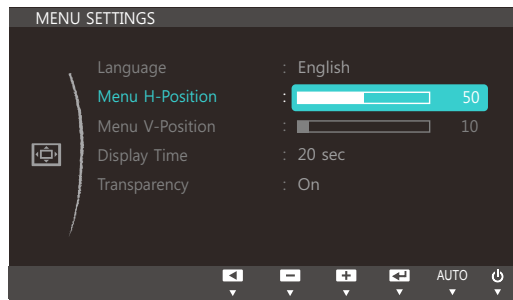 MENU SETTINGS
Language : English
Menu H-Position : 50
Menu V-Position : 10
Display Time : 20 sec
Transparency : On
AUTO